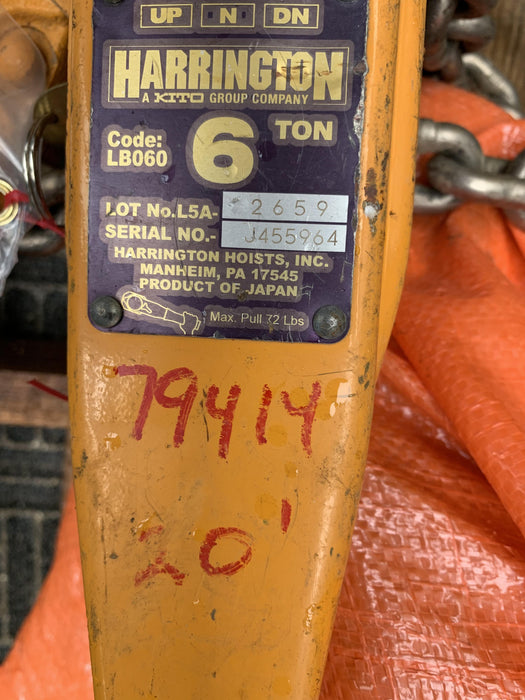 UP N DN
HARRINGTON
A KITO GROUP COMPANY
Code:
LB060
6 TON
LOT No.L5A- 2659
SERIAL NO.- J455964
HARRINGTON HOISTS, INC.
MANHEIM, PA 17545
PRODUCT OF JAPAN
Max. Pull 72 Lbs
79414
20'